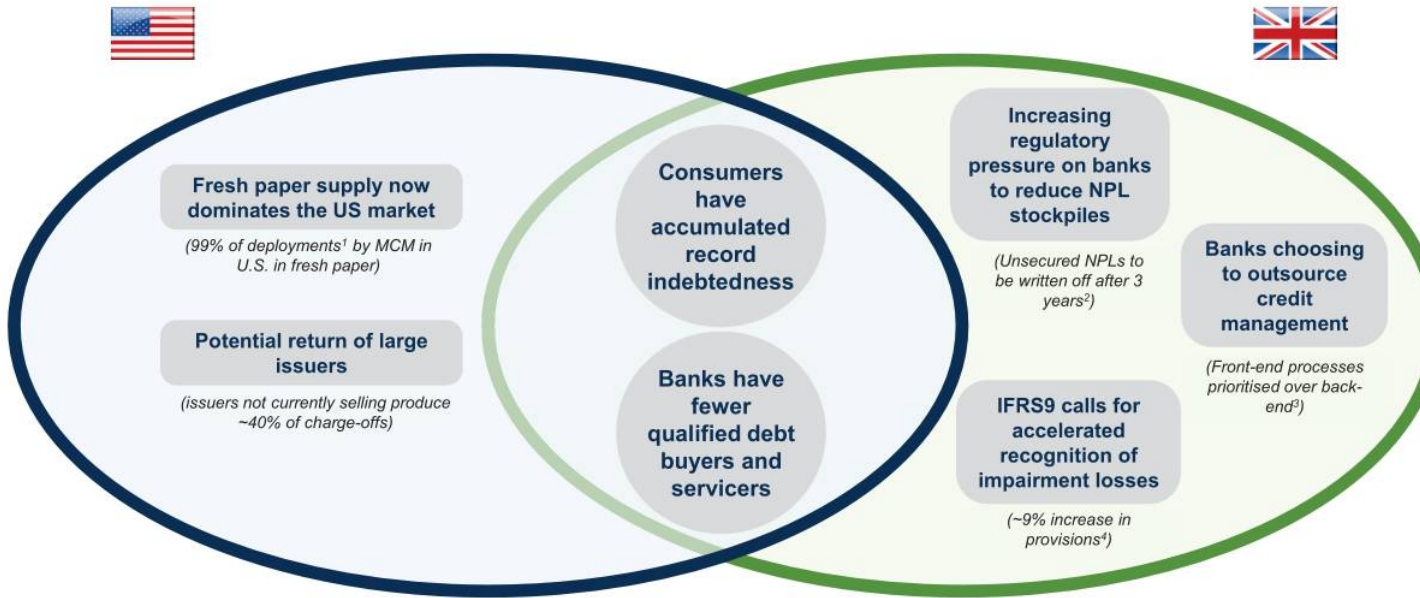 Fresh paper supply now
dominates the US market
(99% of deployments¹ by MCM in
U.S. in fresh paper)
Potential return of large
issuers
(issuers not currently selling produce
~40% of charge-offs)
Consumers
have
accumulated
record
indebtedness
Banks have
fewer
qualified debt
buyers and
servicers
Increasing
regulatory
pressure on banks
to reduce NPL
stockpiles
(Unsecured NPLs to
be written off after 3
years²)
Banks choosing
to outsource
credit
management
(Front-end processes
prioritised over back-
end³)
IFRS9 calls for
accelerated
recognition of
impairment losses
(~9% increase in
provisions⁴)